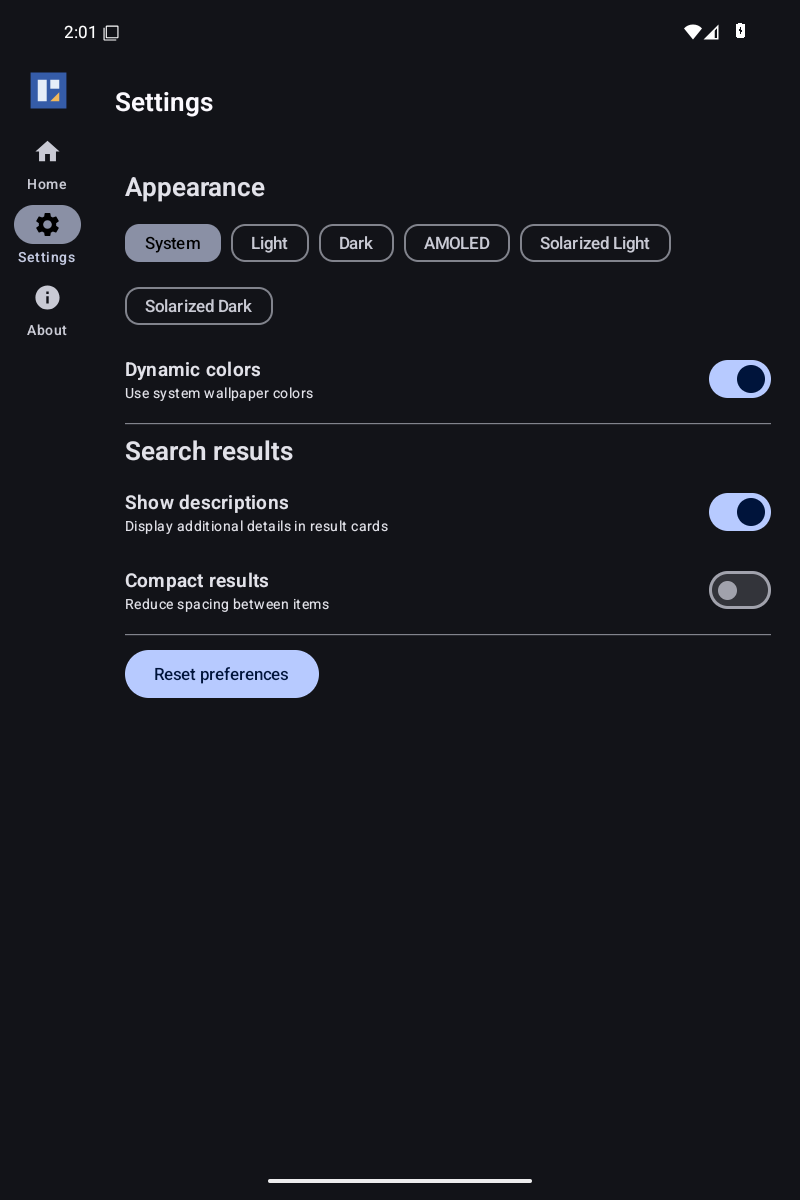 2:01
Settings
Home
Settings
About
Appearance
System
Light
Dark
AMOLED
Solarized Light
Solarized Dark
Dynamic colors
Use system wallpaper colors
Search results
Show descriptions
Display additional details in result cards
Compact results
Reduce spacing between items
Reset preferences